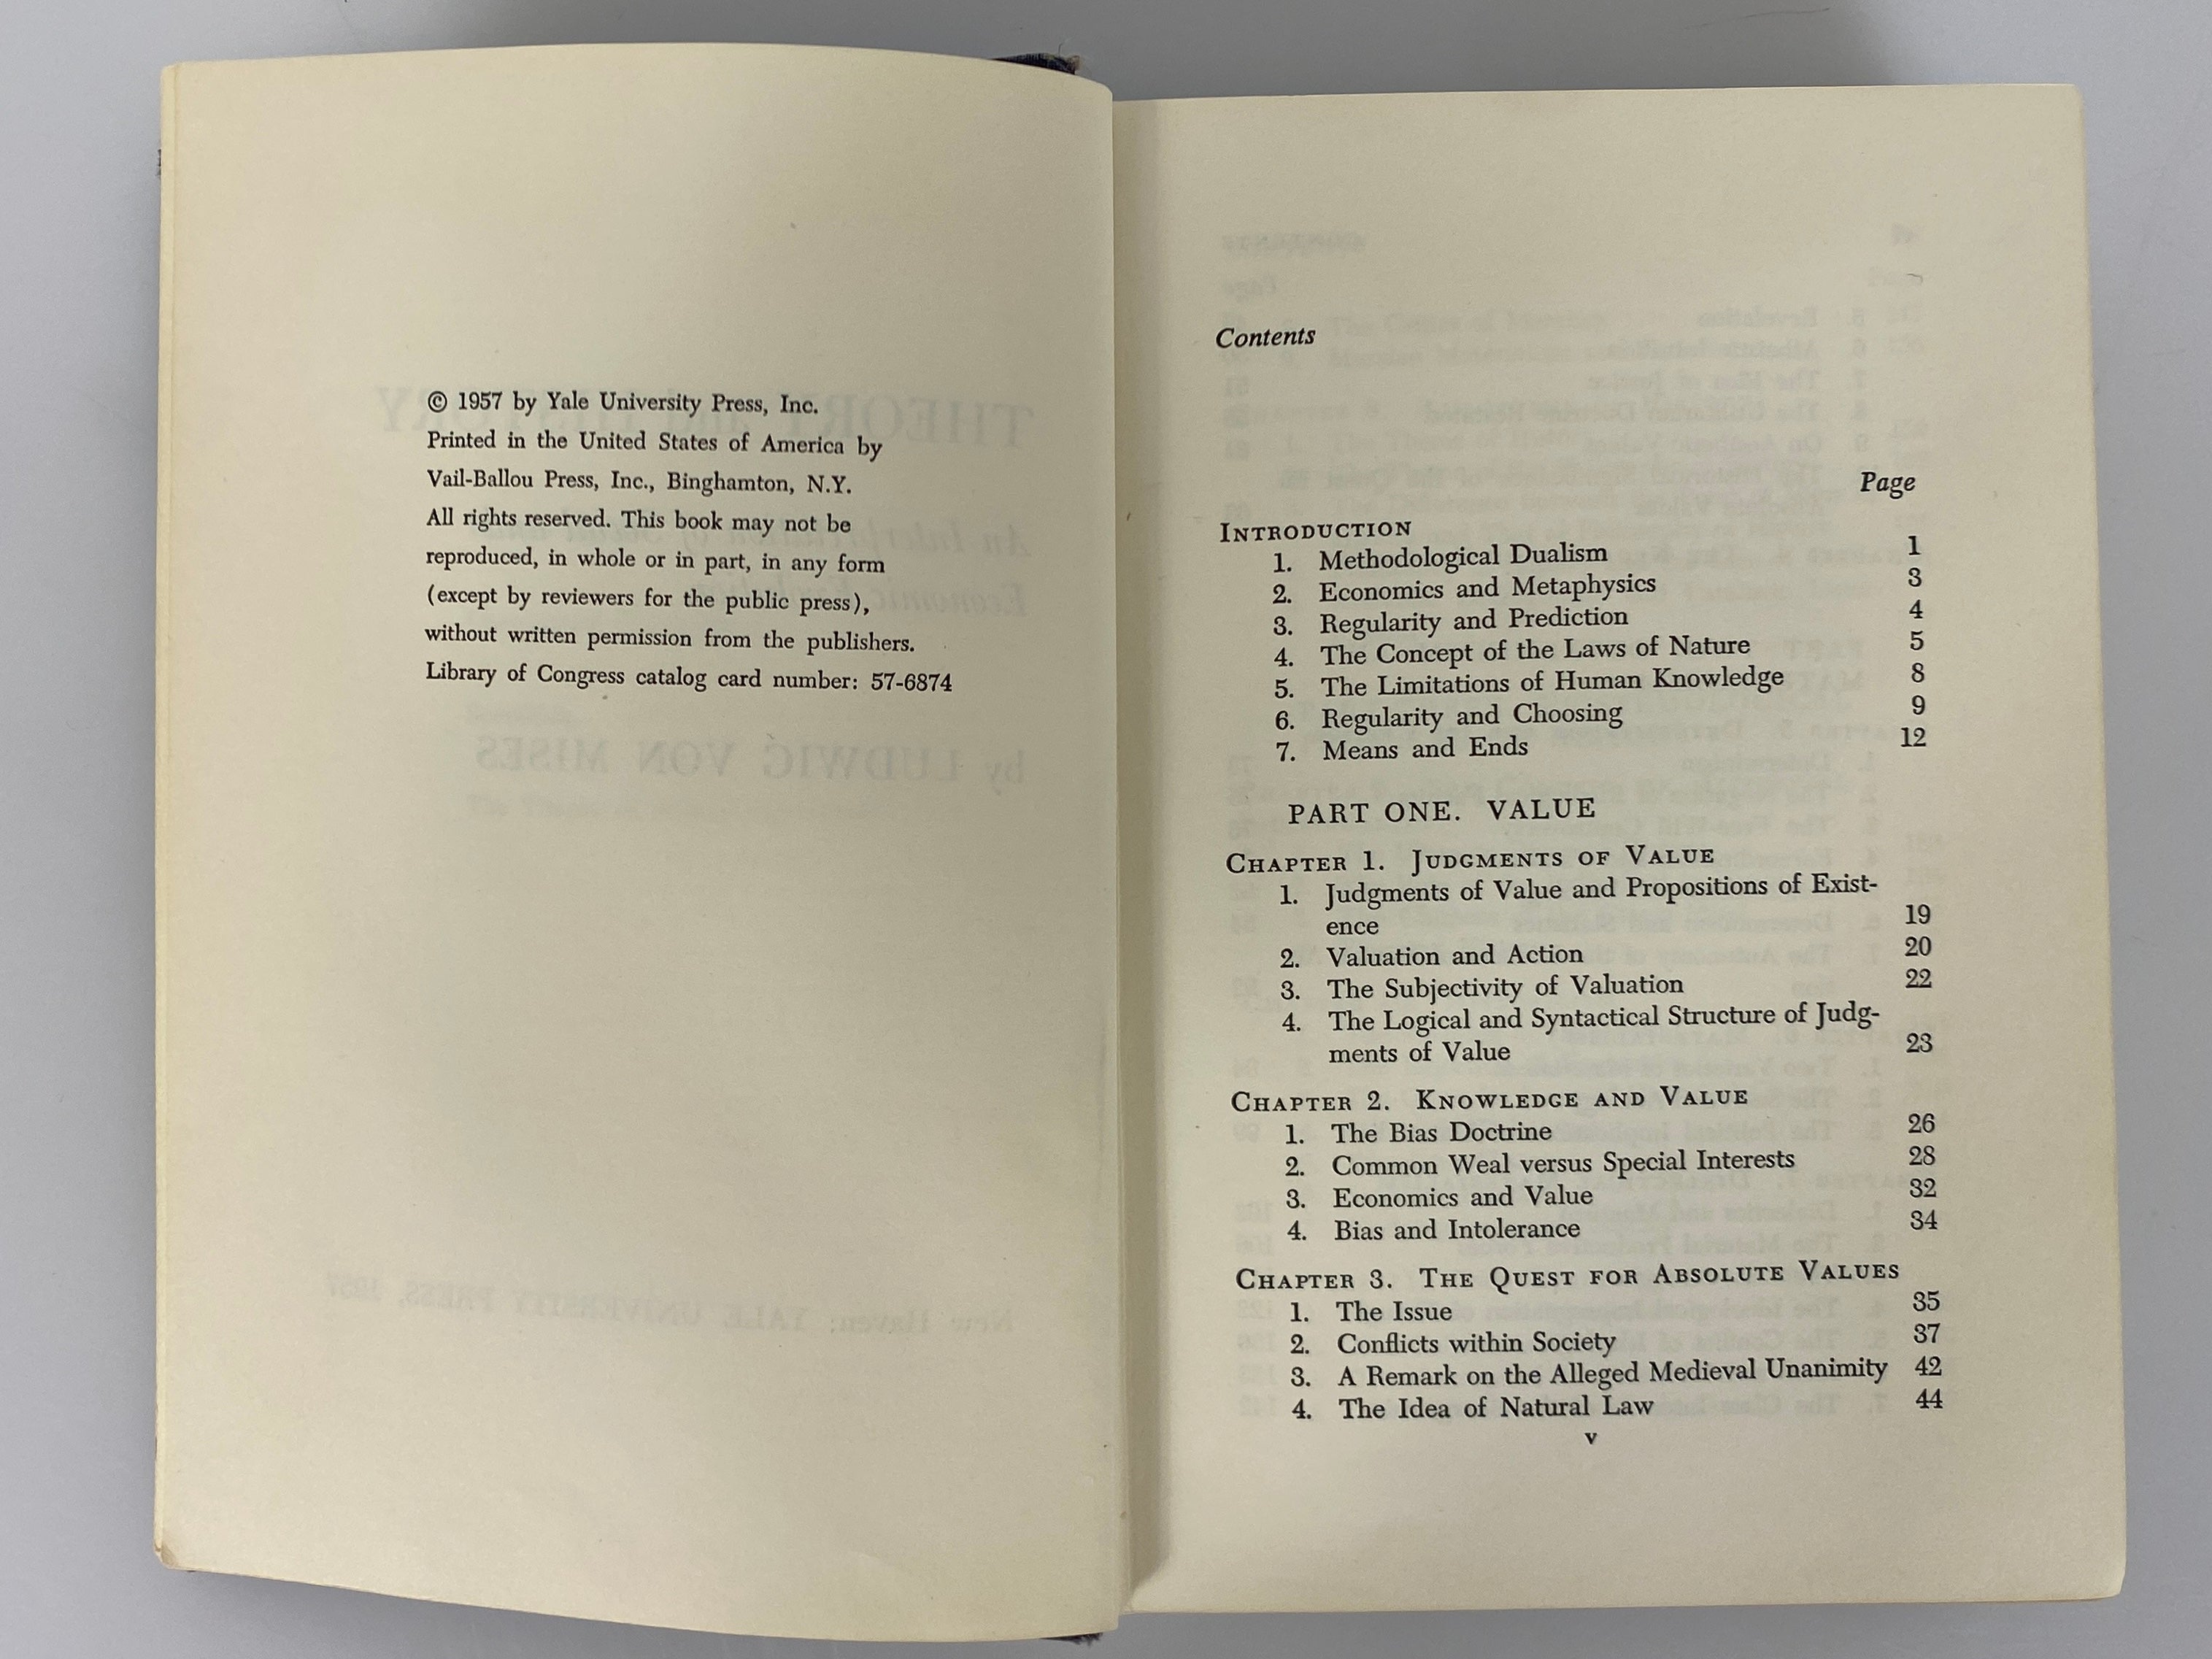 © 1957 by Yale University Press, Inc.
Printed in the United States of America by
Vail-Ballou Press, Inc., Binghamton, N.Y.
All rights reserved. This book may not be
reproduced, in whole or in part, in any form
(except by reviewers for the public press),
without written permission from the publishers.
Library of Congress catalog card number: 57-6874
Contents
Page
INTRODUCTION
1. Methodological Dualism 1
2. Economics and Metaphysics 3
3. Regularity and Prediction 4
4. The Concept of the Laws of Nature 5
5. The Limitations of Human Knowledge 8
6. Regularity and Choosing 9
7. Means and Ends 12
PART ONE. VALUE
CHAPTER 1. JUDGMENTS OF VALUE
1. Judgments of Value and Propositions of Exist-
ence 19
2. Valuation and Action 20
3. The Subjectivity of Valuation 22
4. The Logical and Syntactical Structure of Judg-
ments of Value 23
CHAPTER 2. KNOWLEDGE AND VALUE
1. The Bias Doctrine 26
2. Common Weal versus Special Interests 28
3. Economics and Value 32
4. Bias and Intolerance 34
CHAPTER 3. THE QUEST FOR ABSOLUTE VALUES
1. The Issue 35
2. Conflicts within Society 37
3. A Remark on the Alleged Medieval Unanimity 42
4. The Idea of Natural Law 44
v